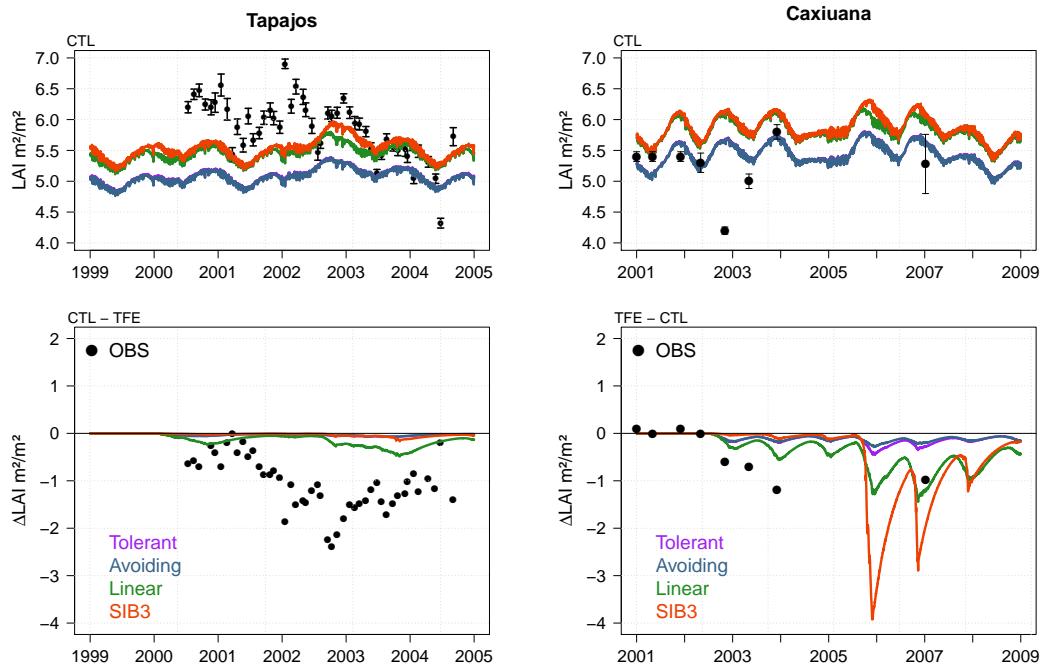 Tapajos
Caxiuana
CTL
CTL
7.0
6.5
6.0
5.5
5.0
4.5
4.0
LAI m²/m²
1999 2000 2001 2002 2003 2004 2005
7.0
6.5
6.0
5.5
5.0
4.5
4.0
LAI m²/m²
2001 2003 2005 2007 2009
CTL − TFE
OBS
2
1
0
−1
−2
−3
−4
ΔLAI m²/m²
Tolerant
Avoiding
Linear
SIB3
1999 2000 2001 2002 2003 2004 2005
TFE − CTL
OBS
2
1
0
−1
−2
−3
−4
ΔLAI m²/m²
Tolerant
Avoiding
Linear
SIB3
2001 2003 2005 2007 2009